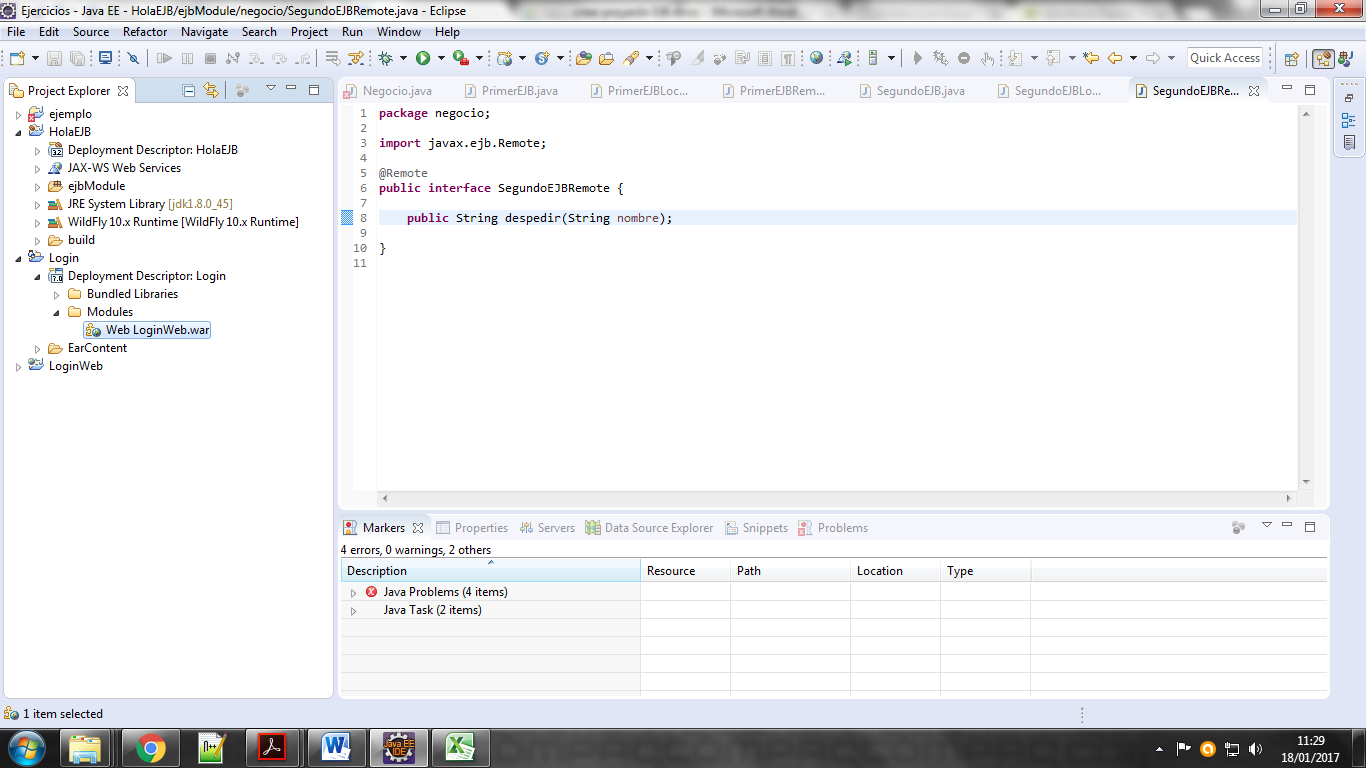 Ejercicios - Java EE - HolaEJB/ejbModule/negocio/SegundoEJBRemote.java - Eclipse
File Edit Source Refactor Navigate Search Project Run Window Help
Quick Access
Project Explorer
ejemplo
HolaEJB
Deployment Descriptor: HolaEJB
JAX-WS Web Services
ejbModule
JRE System Library [jdk1.8.0_45]
WildFly 10.x Runtime [WildFly 10.x Runtime]
build
Login
Deployment Descriptor: Login
Bundled Libraries
Modules
Web LoginWeb.war
EarContent
LoginWeb
Negocio.java PrimerEJB.java PrimerEJBLoc... PrimerEJBRem... SegundoEJB.java SegundoEJBLo... SegundoEJBRe...
1 package negocio;
2
3 import javax.ejb.Remote;
4
5 @Remote
6 public interface SegundoEJBRemote {
7
8 public String despedir(String nombre);
9
10 }
11
Markers Properties Servers Data Source Explorer Snippets Problems
4 errors, 0 warnings, 2 others
Description Resource Path Location Type
Java Problems (4 items)
Java Task (2 items)
1 item selected
Java EE
IDE
11:29
18/01/2017